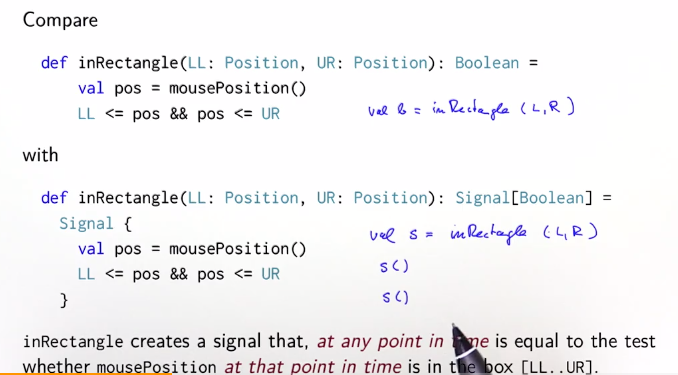 Compare
def inRectangle(LL: Position, UR: Position): Boolean =
val pos = mousePosition()
LL <= pos && pos <= UR
val b = inRectangle (L,R)
with
def inRectangle(LL: Position, UR: Position): Signal[Boolean] =
Signal {
val pos = mousePosition()
val s = inRectangle (L,R)
LL <= pos && pos <= UR
s()
}
s()
inRectangle creates a signal that, at any point in time is equal to the test
whether mousePosition at that point in time is in the box [LL..UR].